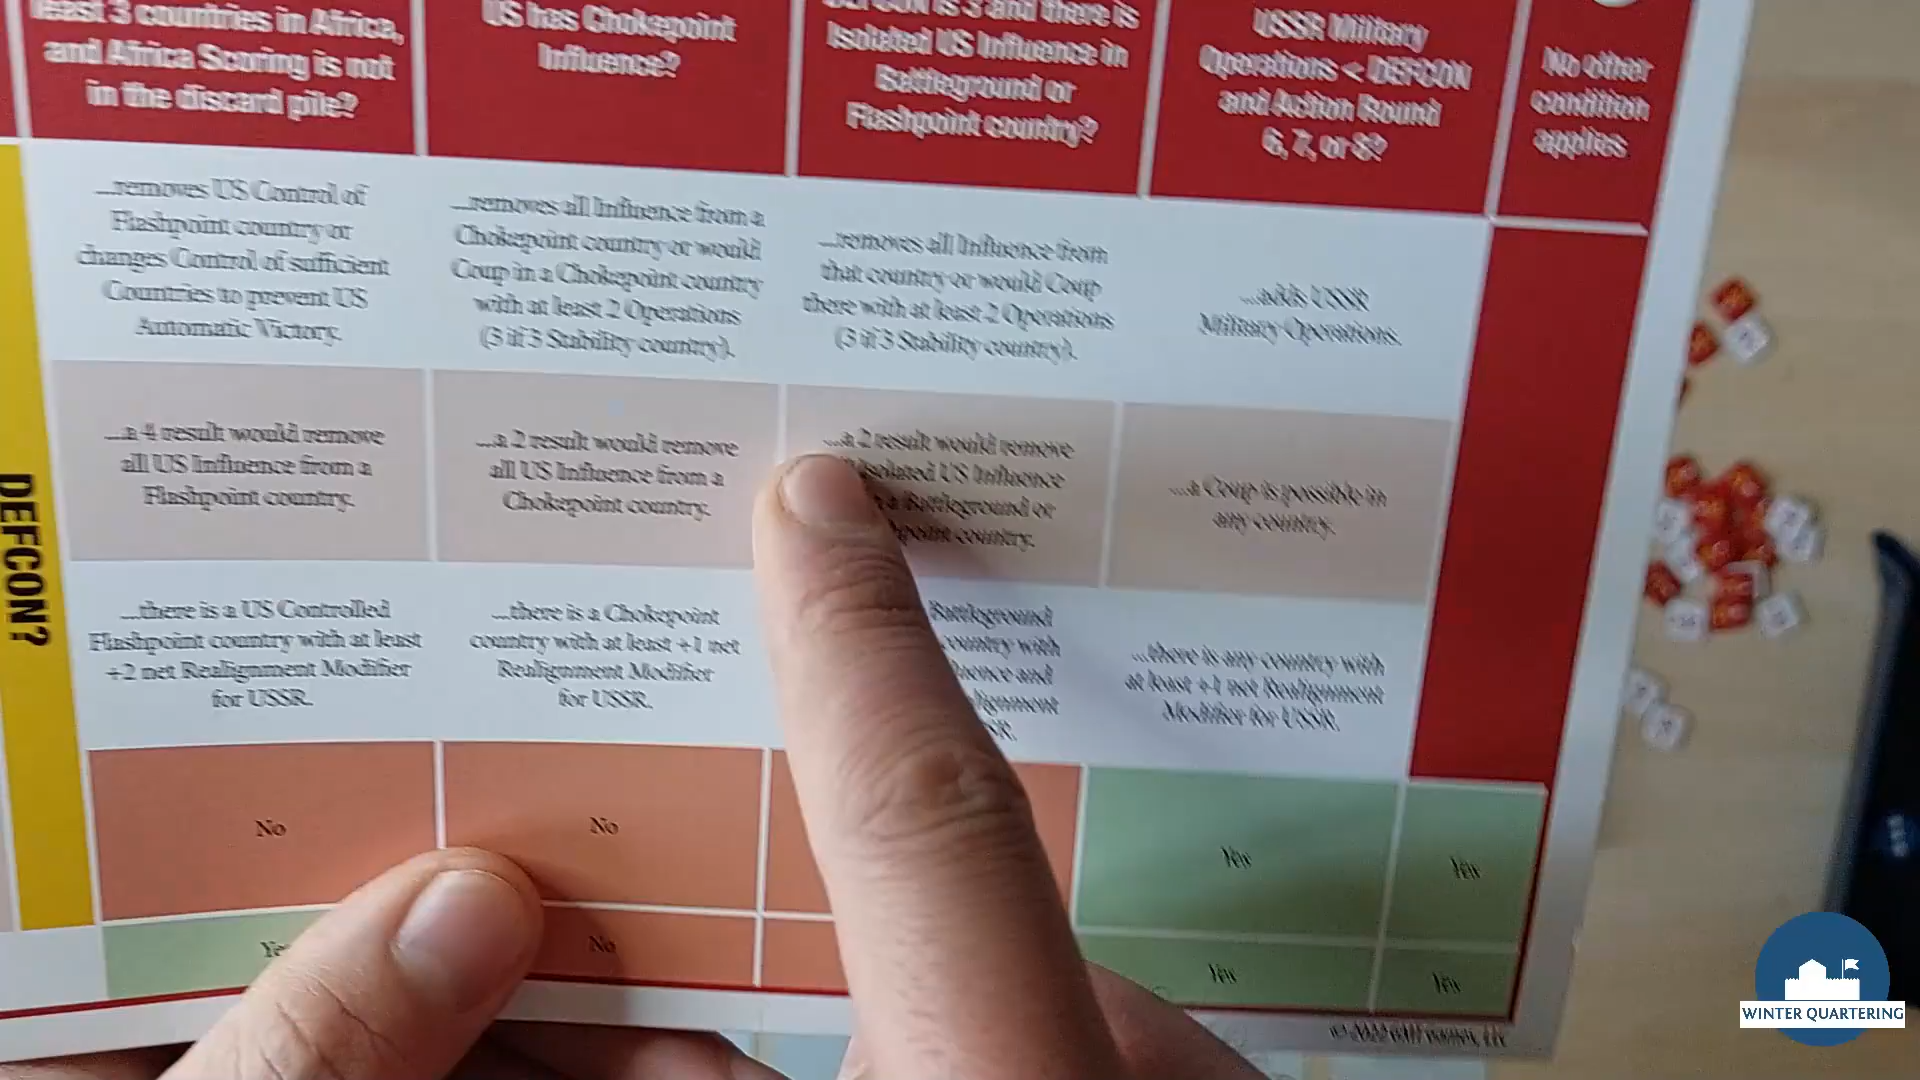 least 3 countries in Africa,
and Africa Scoring is not
in the discard pile?
US has Chokepoint
Influence?
DEFCON is 3 and there is
Isolated US Influence in
Battleground or
Flashpoint country?
USSR Military
Operations < DEFCON
and Action Round
6, 7, or 8?
No other
condition
applies.
...removes US Control of
Flashpoint country or
changes Control of sufficient
Countries to prevent US
Automatic Victory.
...removes all Influence from a
Chokepoint country or would
Coup in a Chokepoint country
with at least 2 Operations
(3 if 3 Stability country).
...removes all Influence from
that country or would Coup
there with at least 2 Operations
(3 if 3 Stability country).
...adds USSR
Military Operations.
DEFCON?
...a 4 result would remove
all US Influence from a
Flashpoint country.
...a 2 result would remove
all US Influence from a
Chokepoint country.
...a 2 result would remove
Isolated US Influence
a Battleground or
country.
...a Coup is possible in
any country.
...there is a US Controlled
Flashpoint country with at least
+2 net Realignment Modifier
for USSR.
...there is a Chokepoint
country with at least +1 net
Realignment Modifier
for USSR.
Battleground
country with
and
...there is any country with
at least +1 net Realignment
Modifier for USSR.
No
No
Yes
Yes
No
Yes
Yes
WINTER QUARTERING